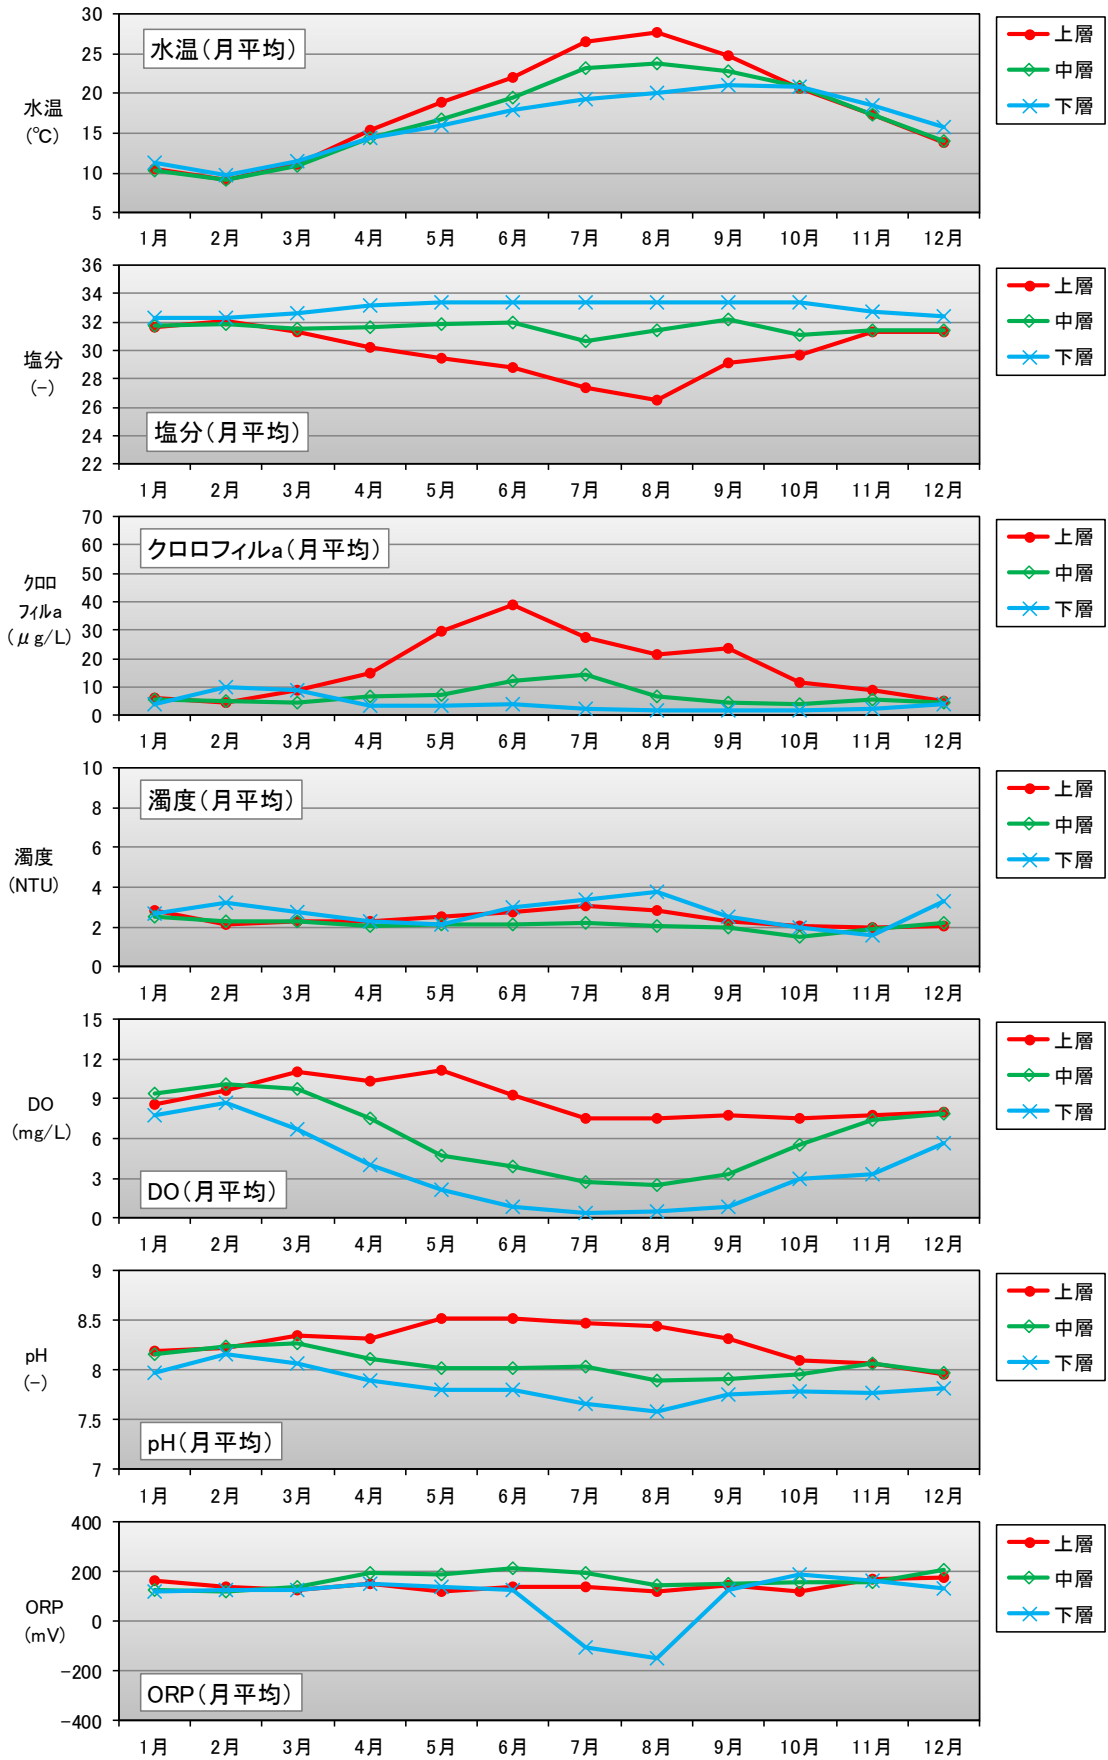 30
25
20
15
10
5
水温
(℃)
水温(月平均)
上層
中層
下層
1月 2月 3月 4月 5月 6月 7月 8月 9月 10月 11月 12月
36
34
32
30
28
26
24
22
塩分
(-)
塩分(月平均)
上層
中層
下層
1月 2月 3月 4月 5月 6月 7月 8月 9月 10月 11月 12月
70
60
50
40
30
20
10
0
クロロ
フィルa
(μg/L)
クロロフィルa(月平均)
上層
中層
下層
1月 2月 3月 4月 5月 6月 7月 8月 9月 10月 11月 12月
10
8
6
4
2
0
濁度
(NTU)
濁度(月平均)
上層
中層
下層
1月 2月 3月 4月 5月 6月 7月 8月 9月 10月 11月 12月
15
12
9
6
3
0
DO
(mg/L)
DO(月平均)
上層
中層
下層
1月 2月 3月 4月 5月 6月 7月 8月 9月 10月 11月 12月
9
8.5
8
7.5
7
pH
(-)
pH(月平均)
上層
中層
下層
1月 2月 3月 4月 5月 6月 7月 8月 9月 10月 11月 12月
400
200
0
-200
-400
ORP
(mV)
ORP(月平均)
上層
中層
下層
1月 2月 3月 4月 5月 6月 7月 8月 9月 10月 11月 12月